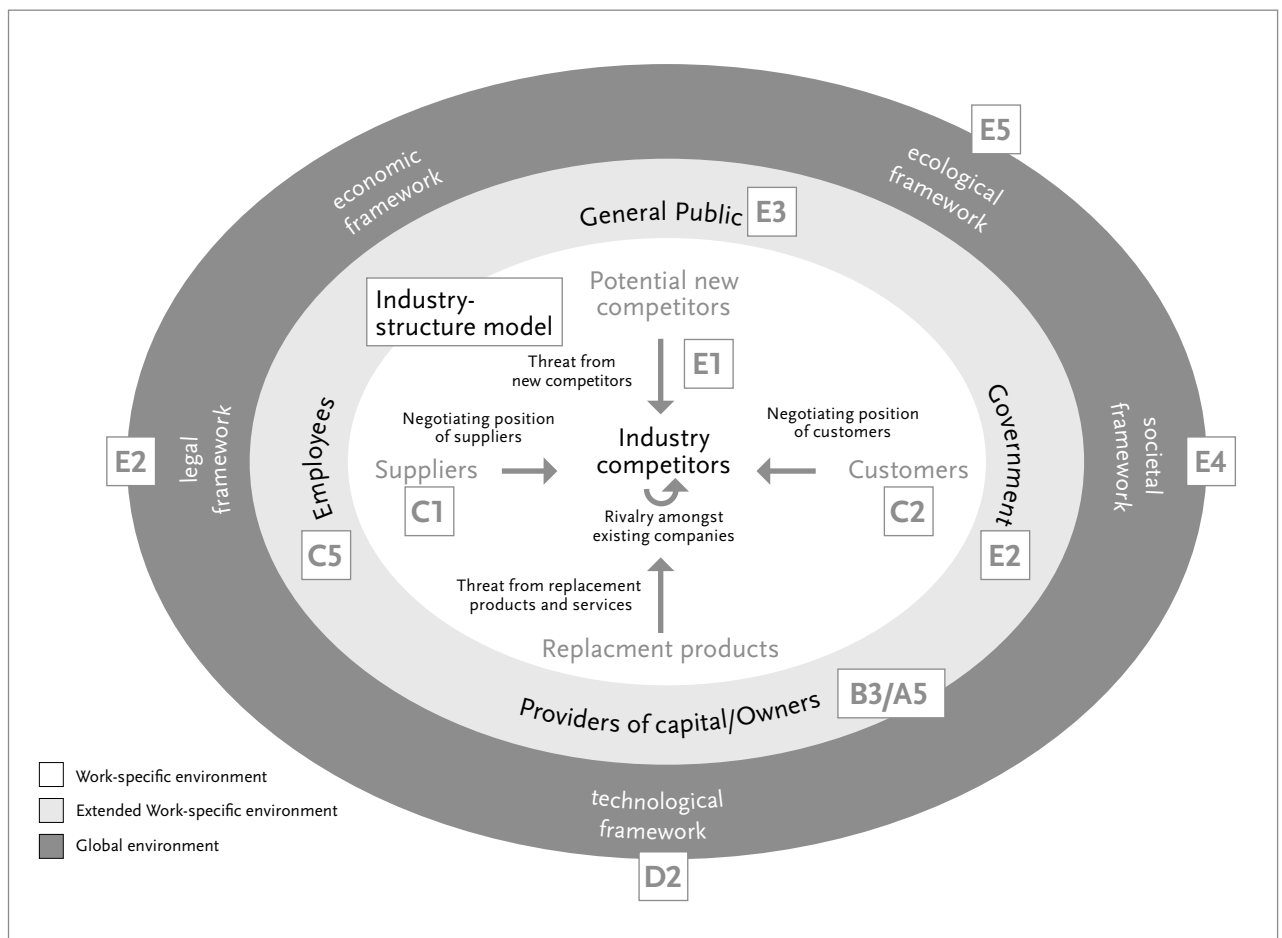 E5
economic
framework
ecological
framework
General Public
E3
Industry-
structure model
Potential new
competitors
Threat from
new competitors
E1
Negotiating position
of suppliers
Negotiating position
of customers
Industry
competitors
Suppliers
Customers
C1
C2
Rivalry amongst
existing companies
Employees
C5
Government
E2
E2
legal
framework
societal
framework
E4
Threat from replacement
products and services
Replacment products
Providers of capital/Owners
B3/A5
technological
framework
D2
Work-specific environment
Extended Work-specific environment
Global environment